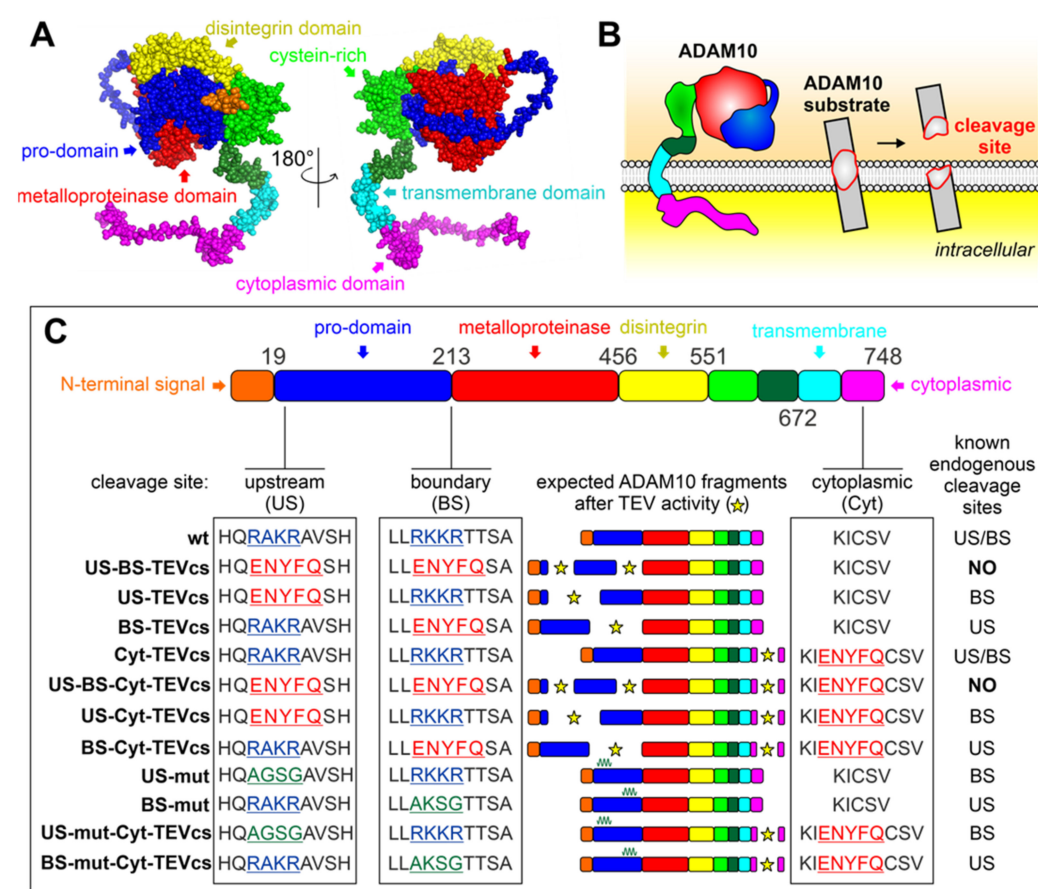 A
disintegrin domain
cystein-rich
pro-domain
180°
metalloproteinase domain
transmembrane domain
cytoplasmic domain
B
ADAM10
ADAM10
substrate
cleavage
site
intracellular
C
pro-domain metalloproteinase disintegrin transmembrane
19 213 456 551 748
N-terminal signal cytoplasmic
672
known
endogenous
cleavage
sites
cleavage site: upstream (US) boundary (BS) expected ADAM10 fragments after TEV activity ( ) cytoplasmic (Cyt)
wt HQRAKRAVSH LLRKKRTTSA KICSV US/BS
US-BS-TEVcs HQENYFQSH LLENYFQSA KICSV NO
US-TEVcs HQENYFQSH LLRKKRTTSA KICSV BS
BS-TEVcs HQRAKRAVSH LLENYFQSA KICSV US
Cyt-TEVcs HQRAKRAVSH LLRKKRTTSA KIENYFQCSV US/BS
US-BS-Cyt-TEVcs HQENYFQSH LLENYFQSA KIENYFQCSV NO
US-Cyt-TEVcs HQENYFQSH LLRKKRTTSA KIENYFQCSV BS
BS-Cyt-TEVcs HQRAKRAVSH LLENYFQSA KIENYFQCSV US
US-mut HQAGSGAVSH LLRKKRTTSA KICSV BS
BS-mut HQRAKRAVSH LLAKSGTTSA KICSV US
US-mut-Cyt-TEVcs HQAGSGAVSH LLRKKRTTSA KIENYFQCSV BS
BS-mut-Cyt-TEVcs HQRAKRAVSH LLAKSGTTSA KIENYFQCSV US